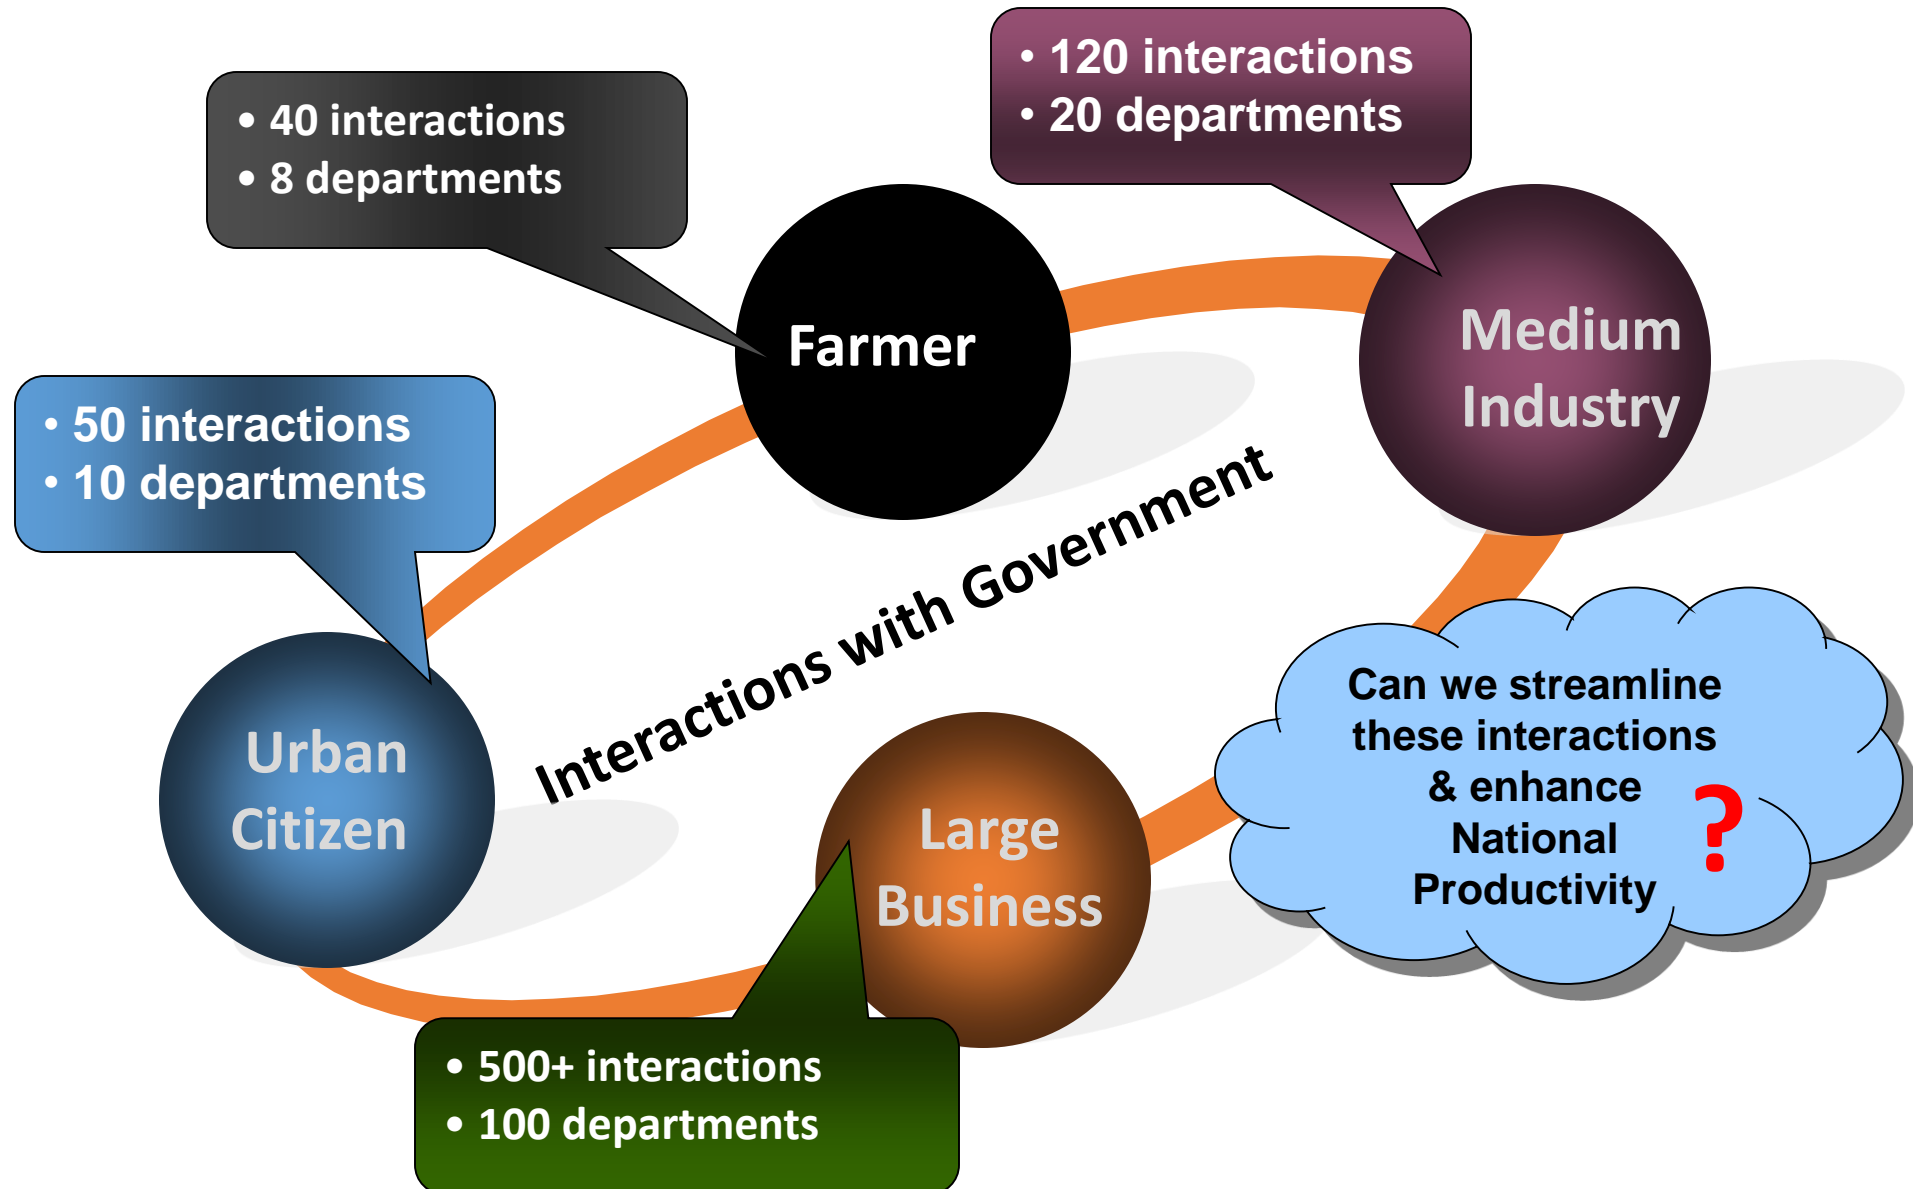 • 120 interactions
• 20 departments
• 40 interactions
• 8 departments
Farmer
Medium
Industry
• 50 interactions
• 10 departments
Interactions with Government
Urban
Citizen
Large
Business
Can we streamline
these interactions
& enhance
National
Productivity
?
• 500+ interactions
• 100 departments